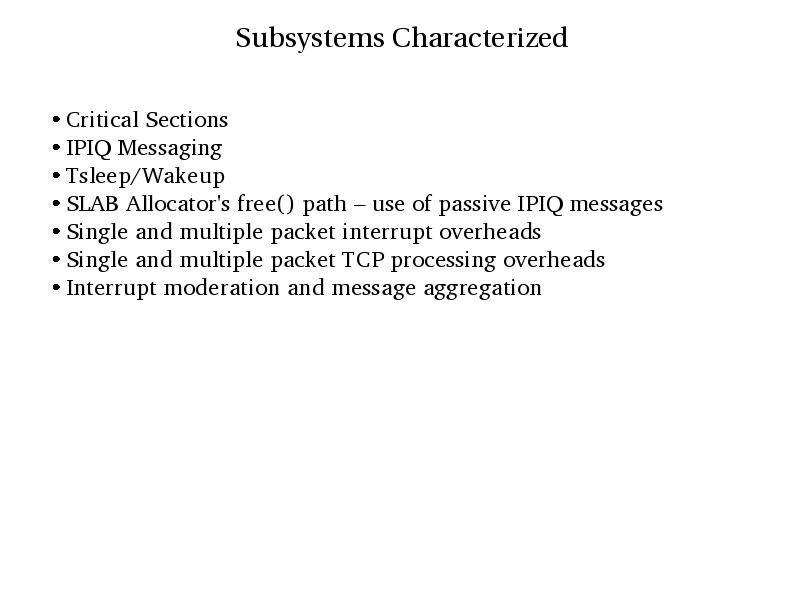 Subsystems Characterized
• Critical Sections
• IPIQ Messaging
• Tsleep/Wakeup
• SLAB Allocator's free() path – use of passive IPIQ messages
• Single and multiple packet interrupt overheads
• Single and multiple packet TCP processing overheads
• Interrupt moderation and message aggregation